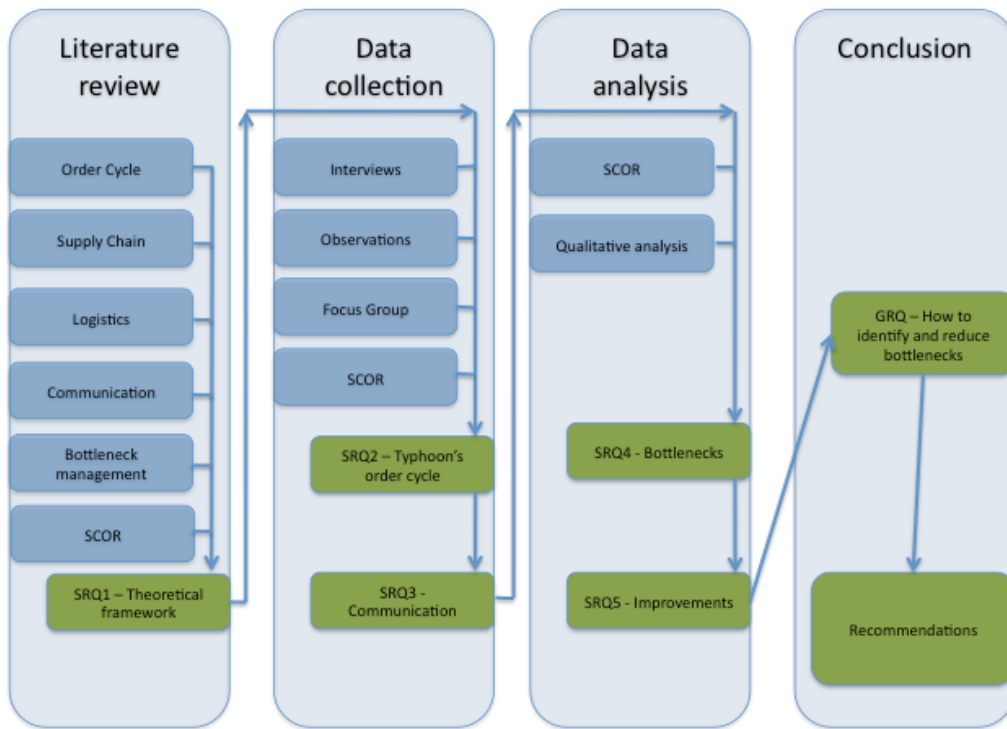 Literature
review
Order Cycle
Supply Chain
Logistics
Communication
Bottleneck
management
SCOR
SRQ1 – Theoretical
framework
Data
collection
Interviews
Observations
Focus Group
SCOR
SRQ2 – Typhoon's
order cycle
SRQ3 -
Communication
Data
analysis
SCOR
Qualitative analysis
SRQ4 - Bottlenecks
SRQ5 - Improvements
Conclusion
GRQ – How to
identify and reduce
bottlenecks
Recommendations